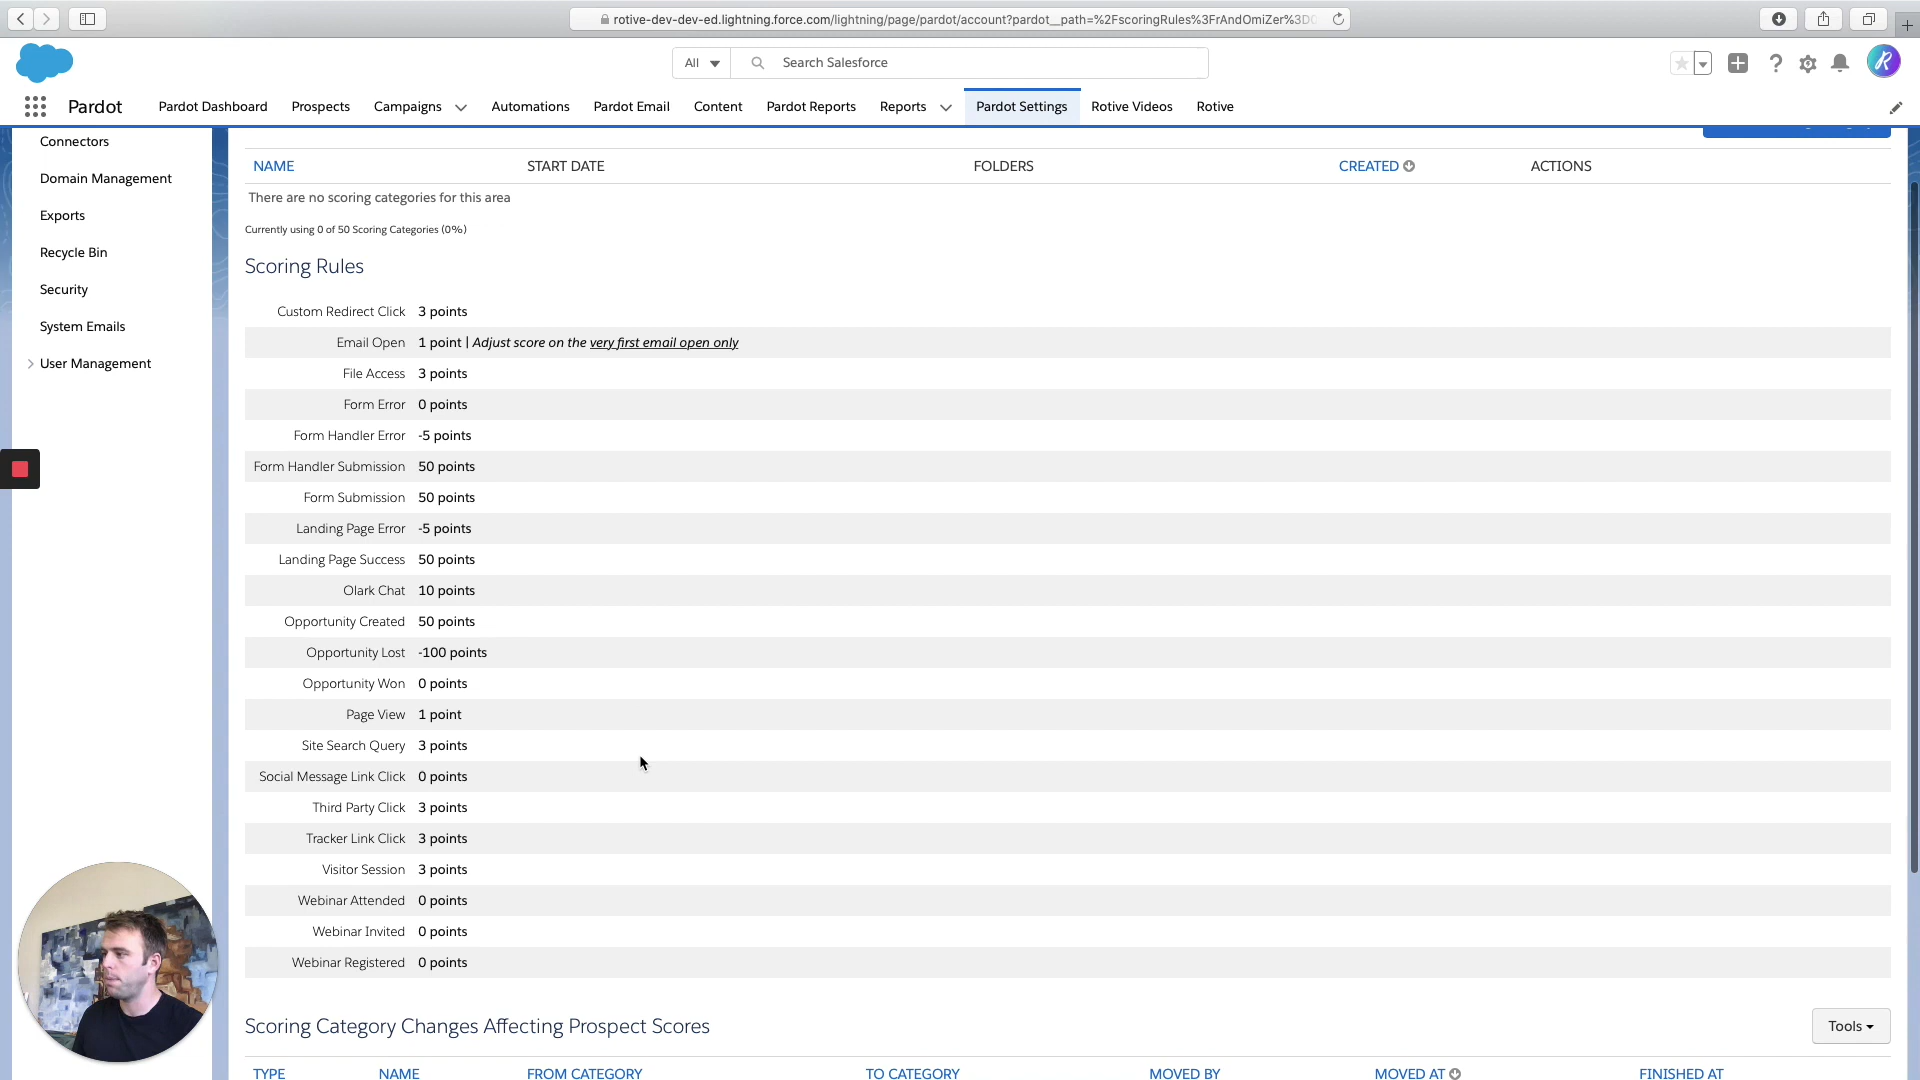 rotive-dev-dev-ed.lightning.force.com/lightning/page/pardot/account?pardot__path=%2FscoringRules%3FrAndOmiZer%3D
All
Search Salesforce
Pardot
Pardot Dashboard
Prospects
Campaigns
Automations
Pardot Email
Content
Pardot Reports
Reports
Pardot Settings
Rotive Videos
Rotive
Connectors
Domain Management
Exports
Recycle Bin
Security
System Emails
User Management
NAME START DATE FOLDERS CREATED ACTIONS
There are no scoring categories for this area
Currently using 0 of 50 Scoring Categories (0%)
Scoring Rules
Custom Redirect Click 3 points
Email Open 1 point | Adjust score on the very first email open only
File Access 3 points
Form Error 0 points
Form Handler Error -5 points
Form Handler Submission 50 points
Form Submission 50 points
Landing Page Error -5 points
Landing Page Success 50 points
Olark Chat 10 points
Opportunity Created 50 points
Opportunity Lost -100 points
Opportunity Won 0 points
Page View 1 point
Site Search Query 3 points
Social Message Link Click 0 points
Third Party Click 3 points
Tracker Link Click 3 points
Visitor Session 3 points
Webinar Attended 0 points
Webinar Invited 0 points
Webinar Registered 0 points
Scoring Category Changes Affecting Prospect Scores
Tools
TYPE NAME FROM CATEGORY TO CATEGORY MOVED BY MOVED AT FINISHED AT